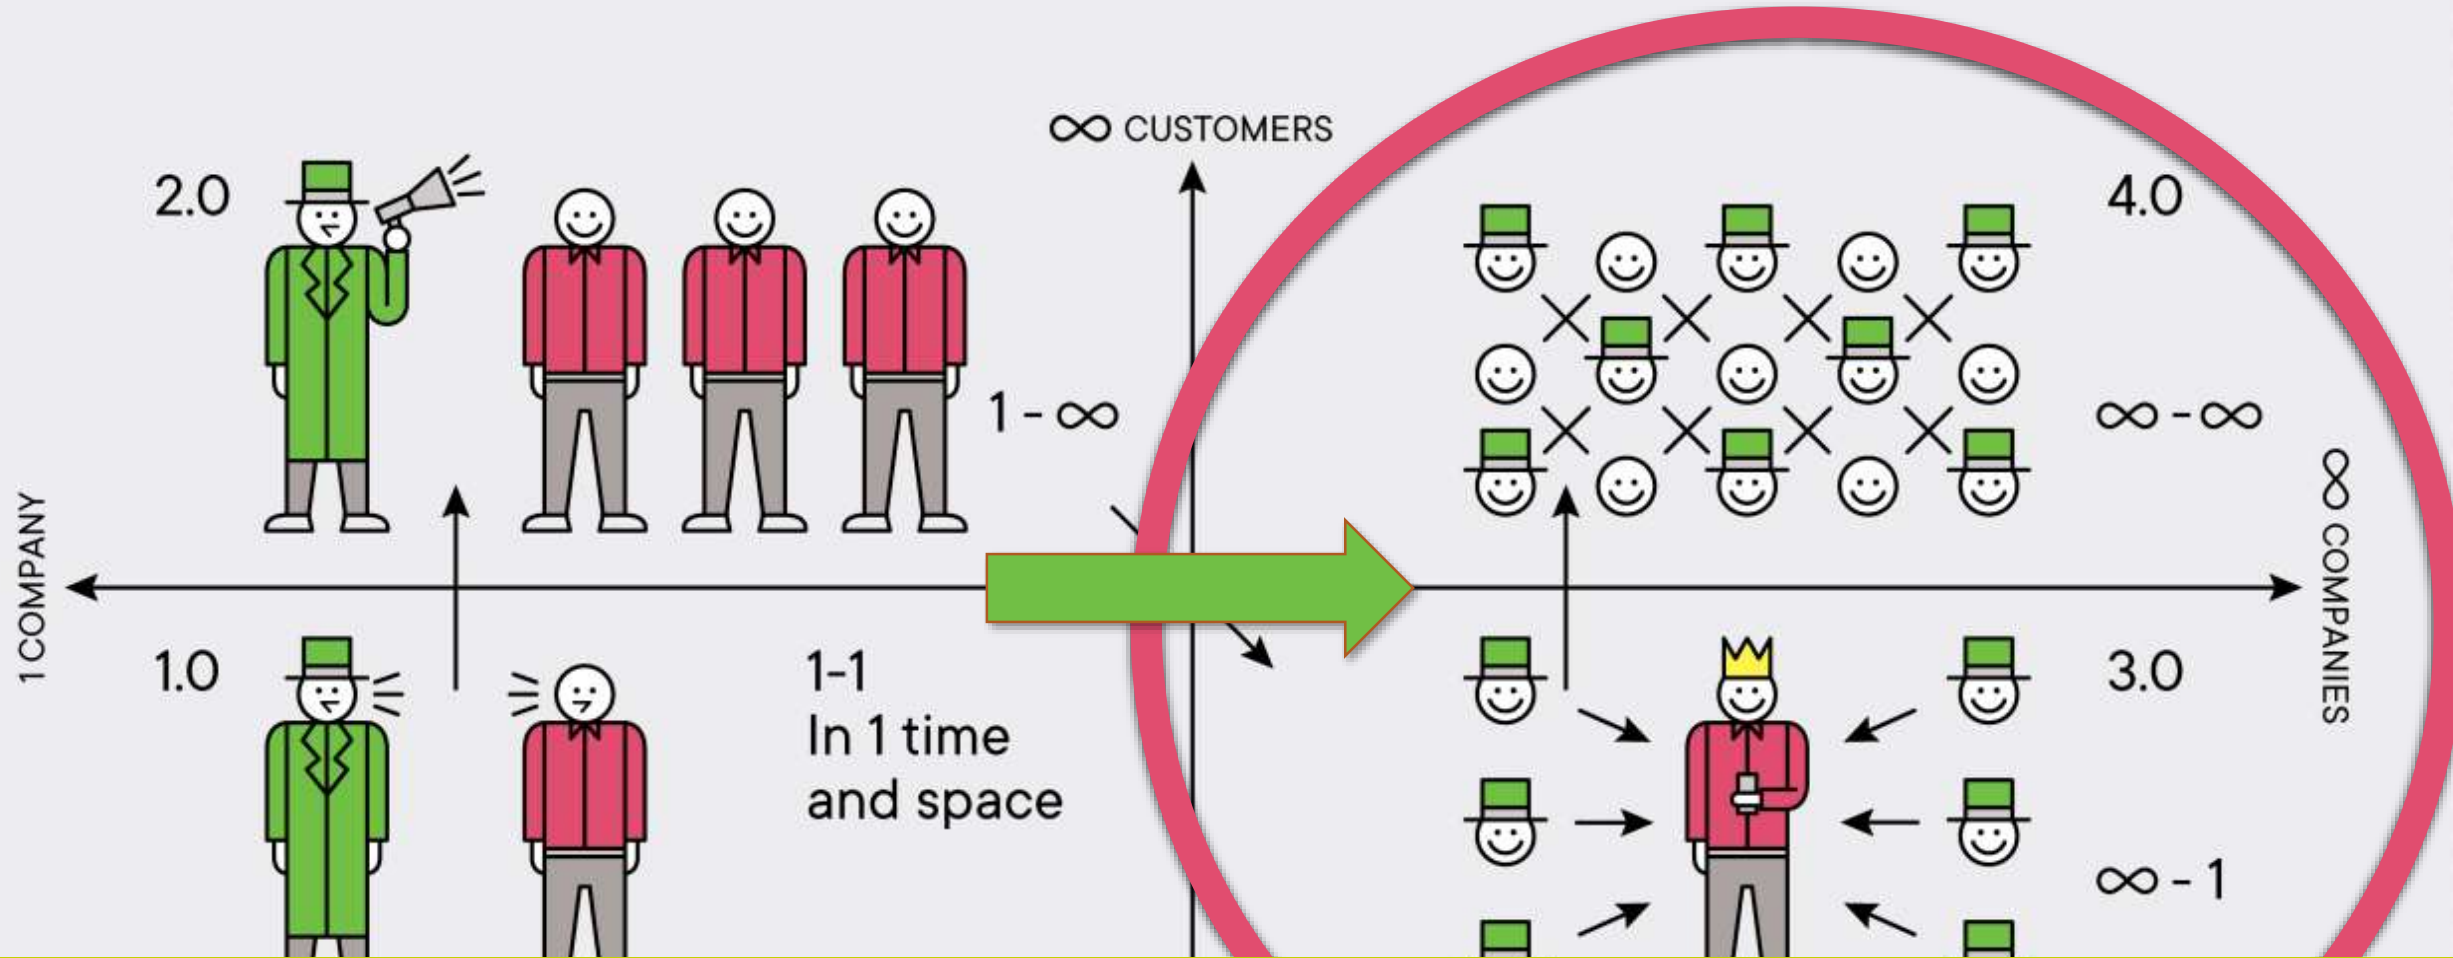 ∞ CUSTOMERS
2.0
4.0
1 - ∞
∞ - ∞
1 COMPANY
∞ COMPANIES
1.0
1-1
In 1 time
and space
3.0
∞ - 1